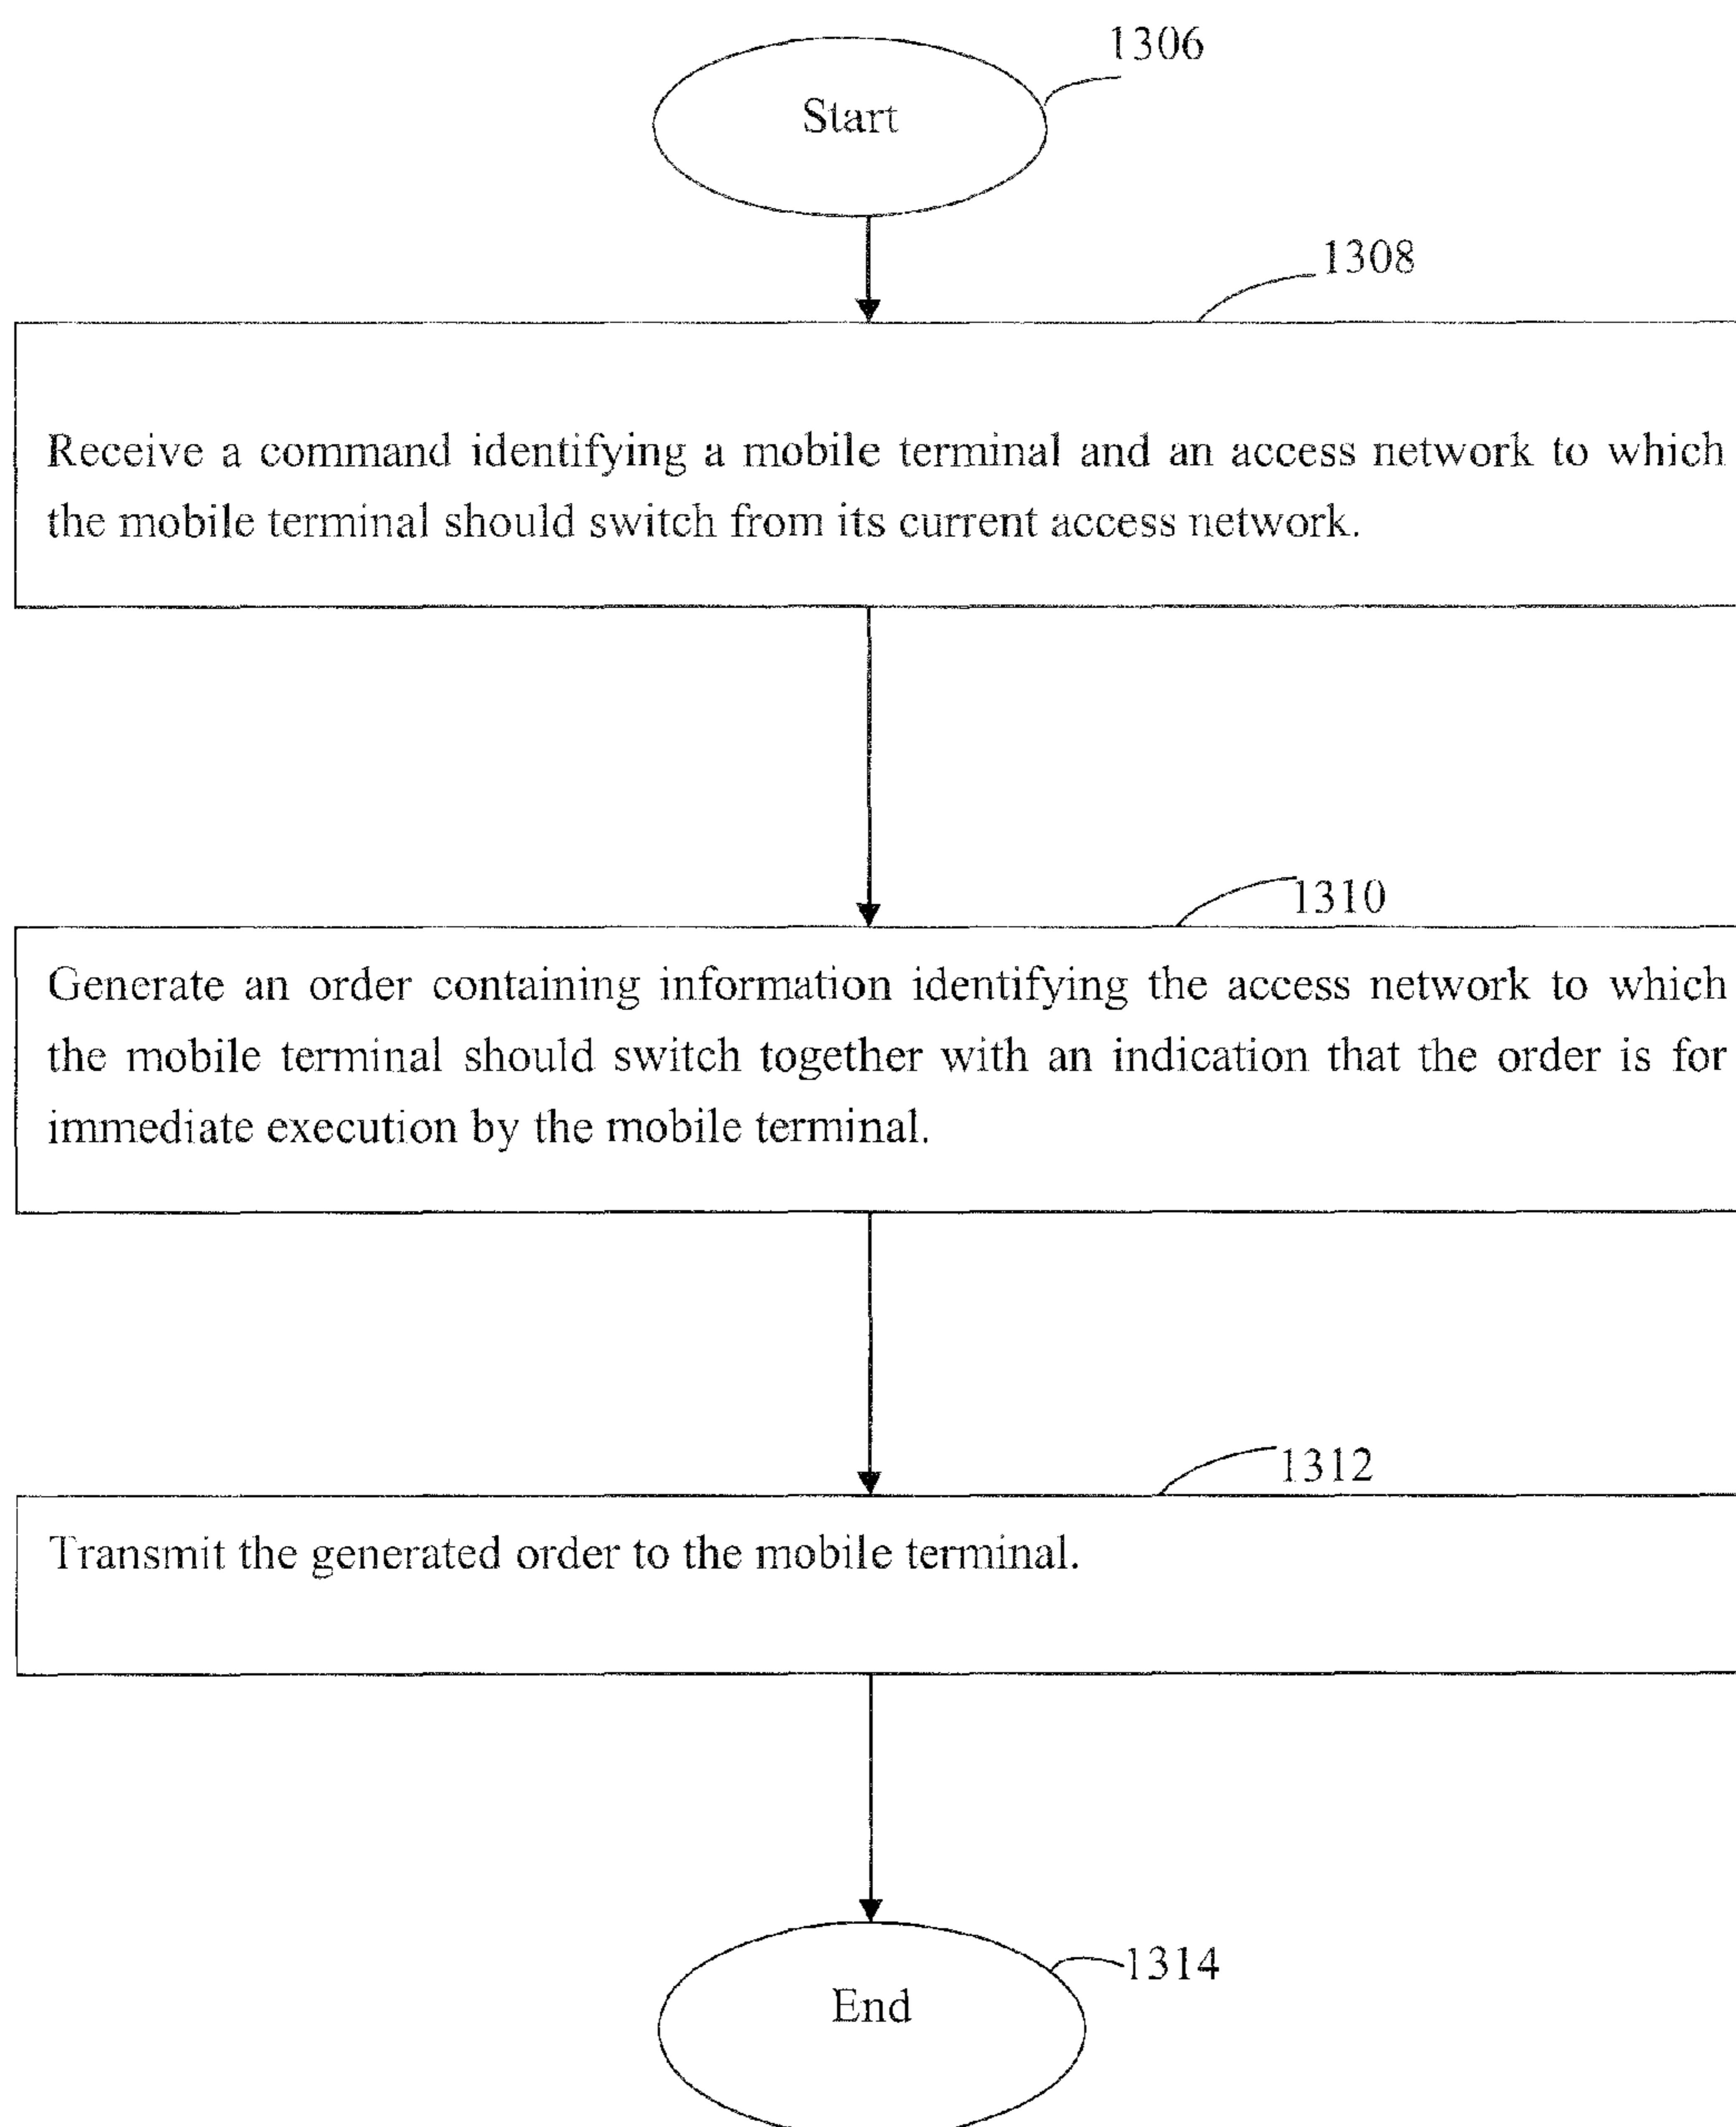 1306
Start
1308
Receive a command identifying a mobile terminal and an access network to which
the mobile terminal should switch from its current access network.
1310
Generate an order containing information identifying the access network to which
the mobile terminal should switch together with an indication that the order is for
immediate execution by the mobile terminal.
1312
Transmit the generated order to the mobile terminal.
1314
End